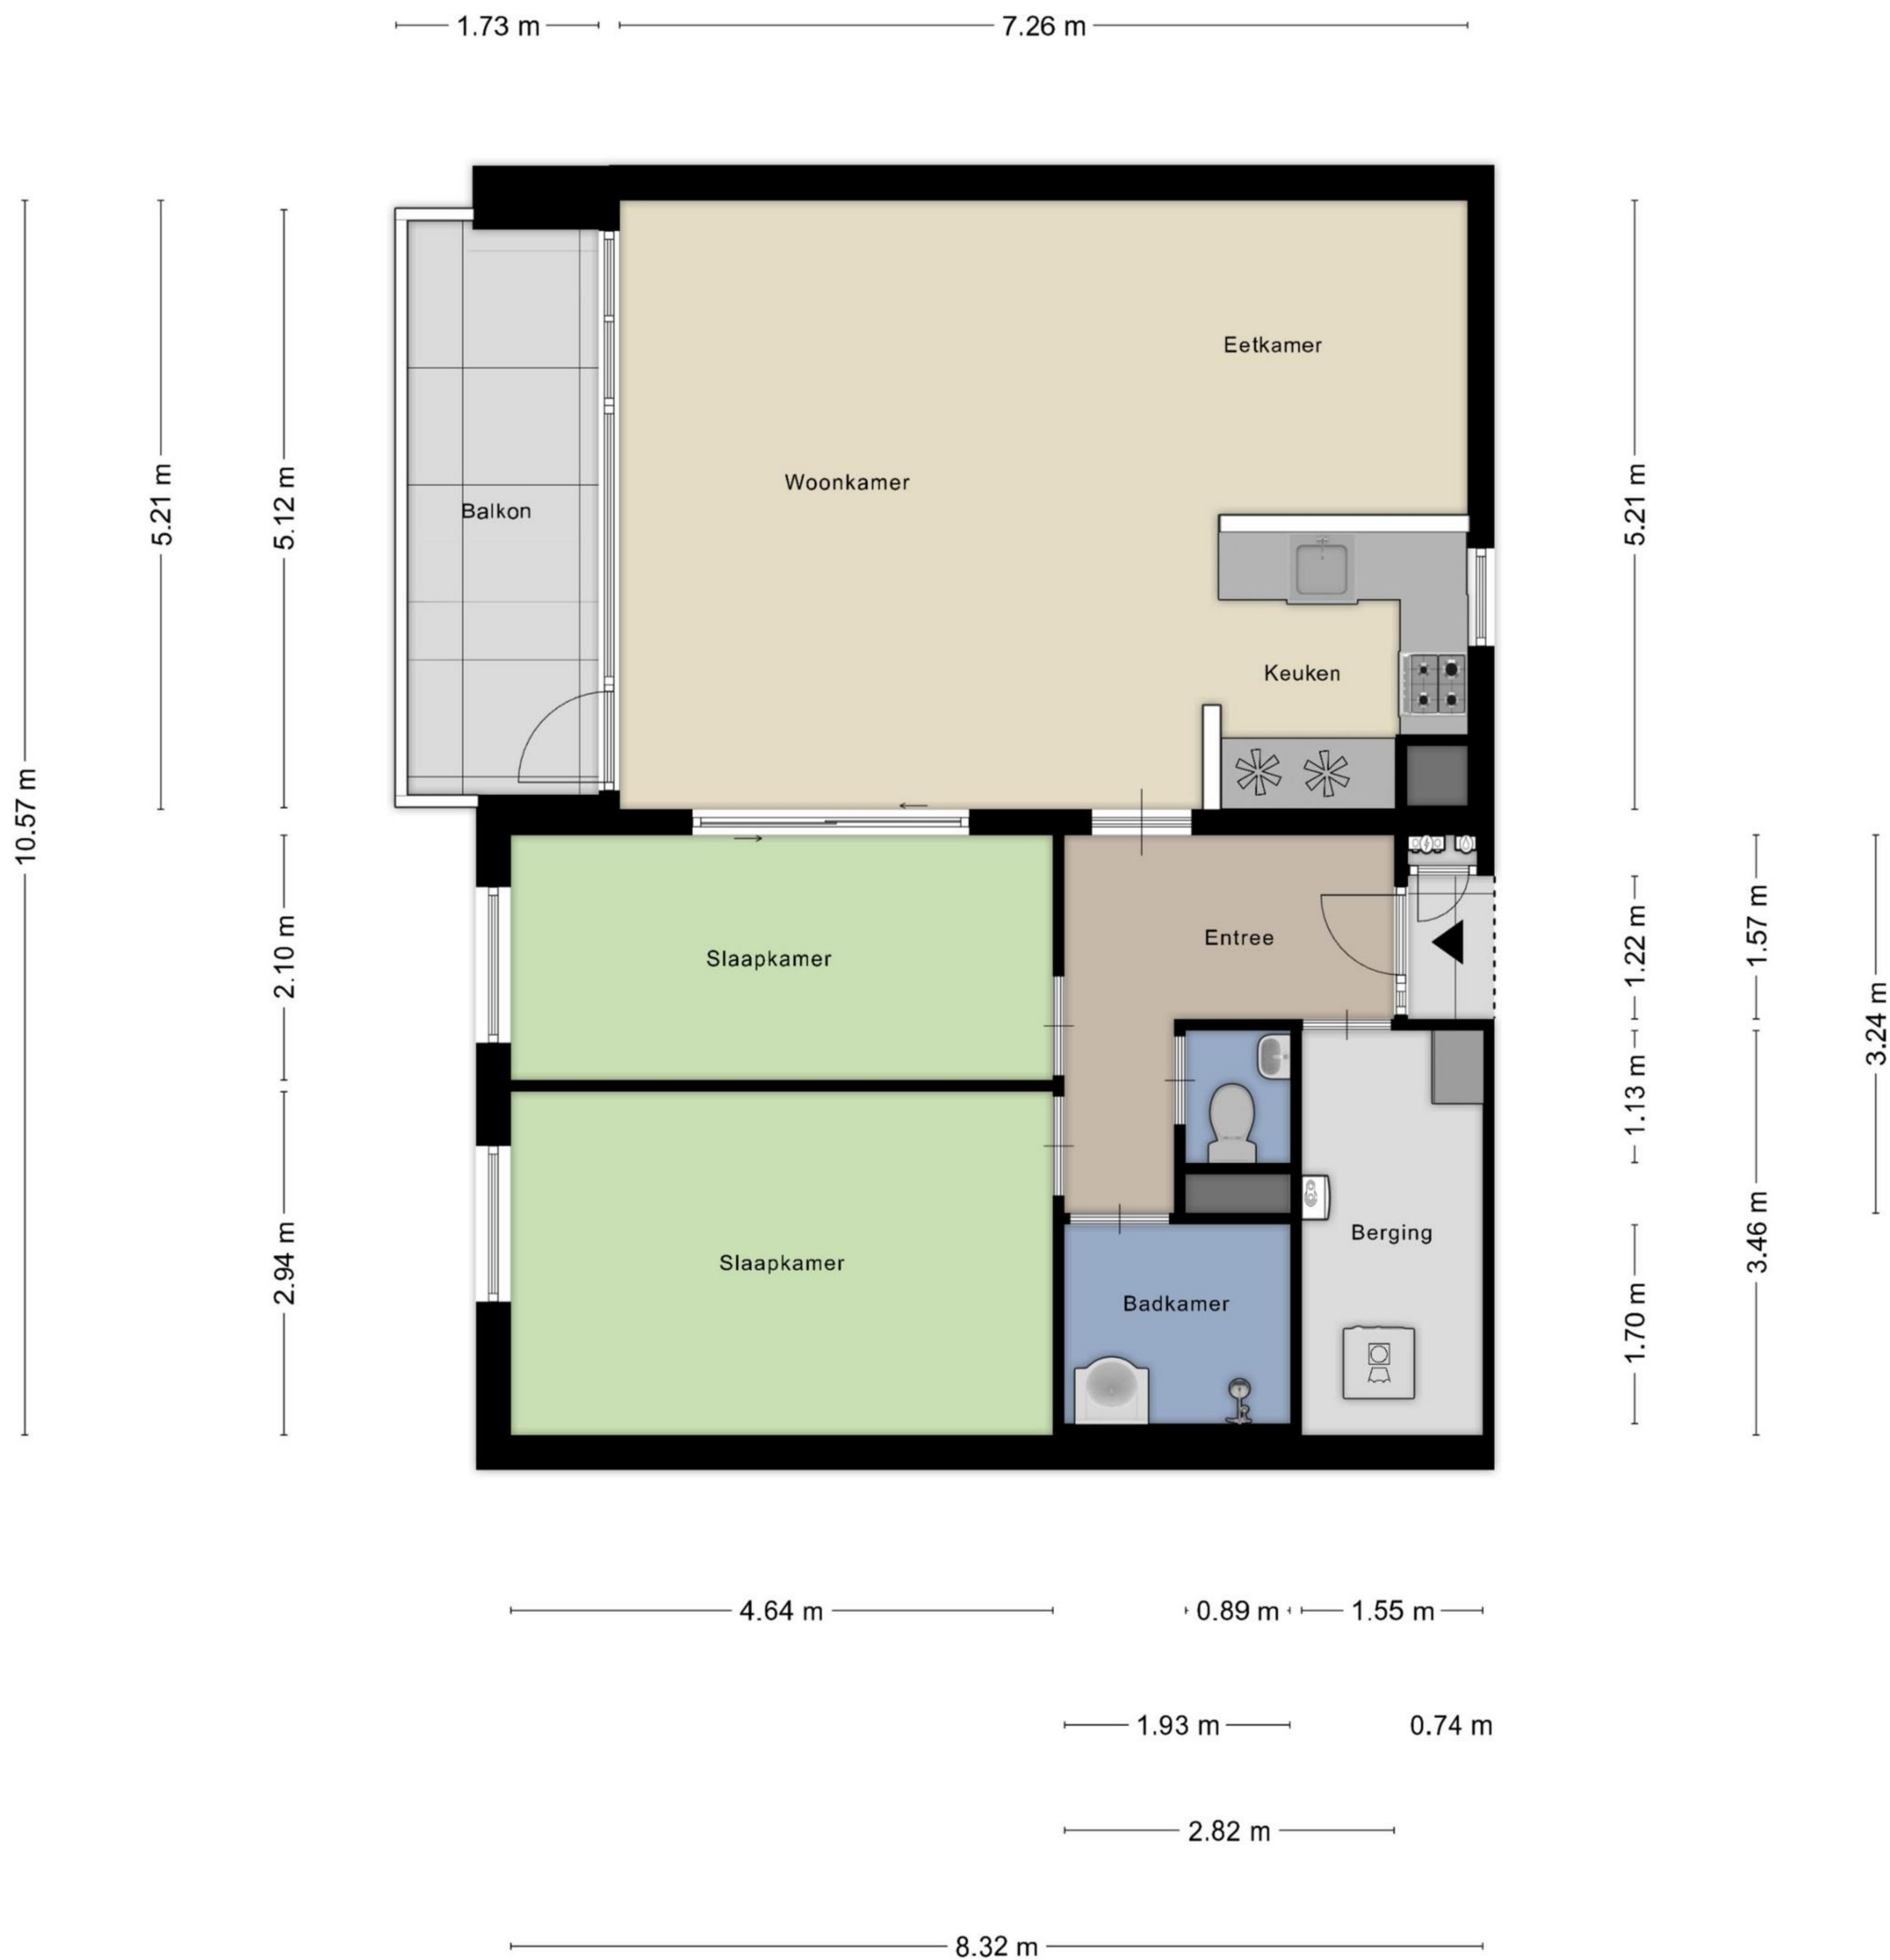 1.73 m
7.26 m
Eetkamer
Woonkamer
Balkon
5.21 m
5.12 m
5.21 m
Keuken
10.57 m
Entree
Slaapkamer
2.10 m
1.22 m
1.57 m
3.24 m
1.13 m
Berging
Slaapkamer
2.94 m
3.46 m
Badkamer
1.70 m
4.64 m
0.89 m
1.55 m
1.93 m
0.74 m
2.82 m
8.32 m